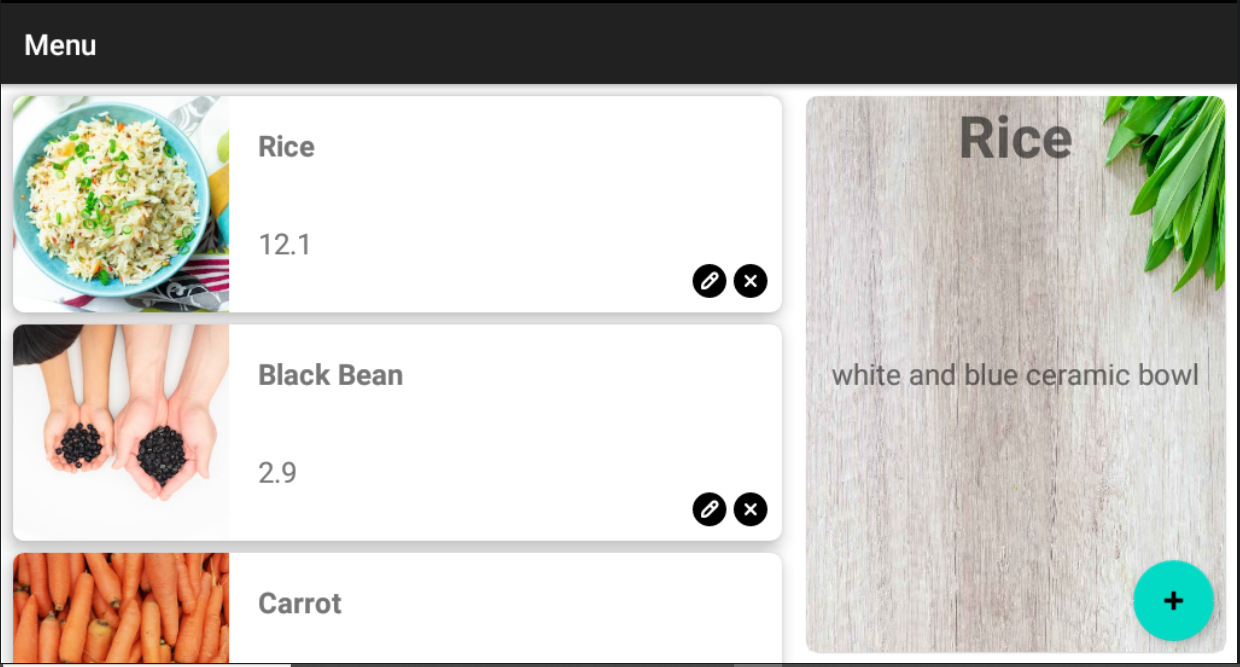 Menu
Rice
12.1
Black Bean
2.9
Carrot
Rice
white and blue ceramic bowl
+